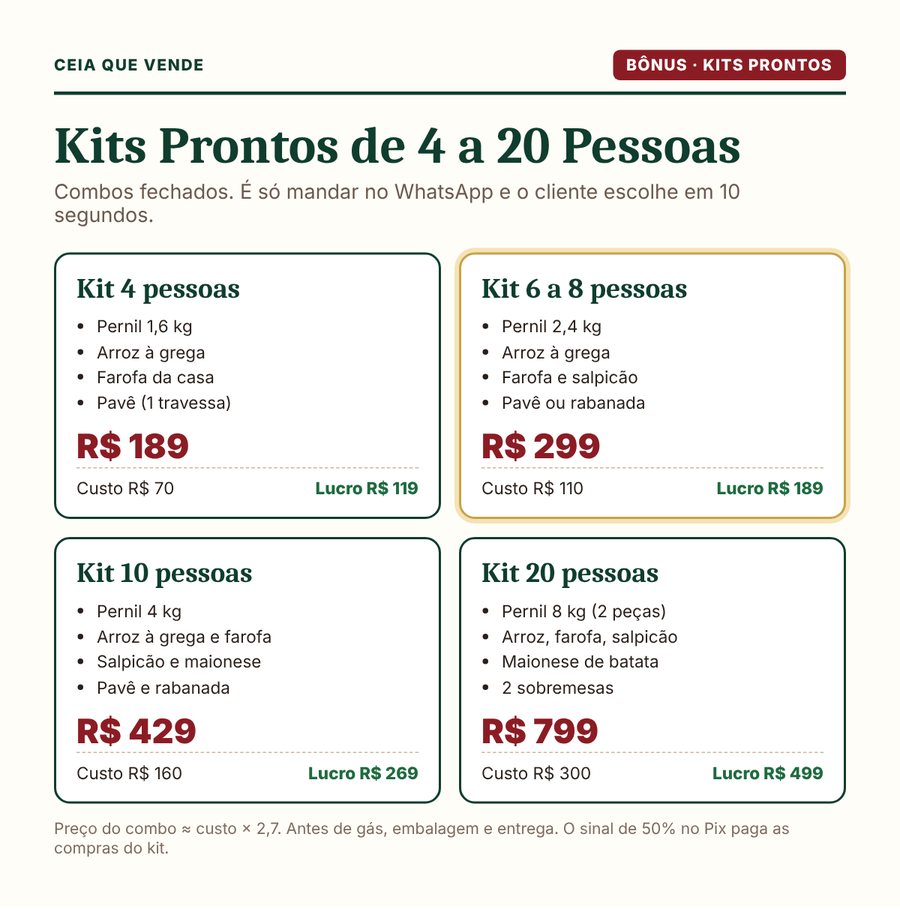 CEIA QUE VENDE
BÔNUS · KITS PRONTOS
Kits Prontos de 4 a 20 Pessoas
Combos fechados. É só mandar no WhatsApp e o cliente escolhe em 10
segundos.
Kit 4 pessoas
• Pernil 1,6 kg
• Arroz à grega
• Farofa da casa
• Pavê (1 travessa)
R$ 189
Custo R$ 70
Lucro R$ 119
Kit 6 a 8 pessoas
• Pernil 2,4 kg
• Arroz à grega
• Farofa e salpicão
• Pavê ou rabanada
R$ 299
Custo R$ 110
Lucro R$ 189
Kit 10 pessoas
• Pernil 4 kg
• Arroz à grega e farofa
• Salpicão e maionese
• Pavê e rabanada
R$ 429
Custo R$ 160
Lucro R$ 269
Kit 20 pessoas
• Pernil 8 kg (2 peças)
• Arroz, farofa, salpicão
• Maionese de batata
• 2 sobremesas
R$ 799
Custo R$ 300
Lucro R$ 499
Preço do combo ≈ custo × 2,7. Antes de gás, embalagem e entrega. O sinal de 50% no Pix paga as
compras do kit.